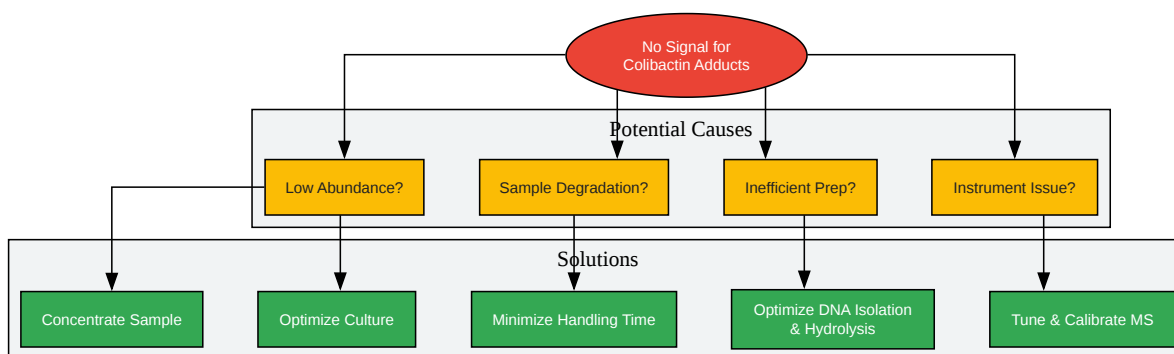 No Signal for
Colibactin Adducts
Potential Causes
Low Abundance?
Sample Degradation?
Inefficient Prep?
Instrument Issue?
Solutions
Concentrate Sample
Optimize Culture
Minimize Handling Time
Optimize DNA Isolation
& Hydrolysis
Tune & Calibrate MS